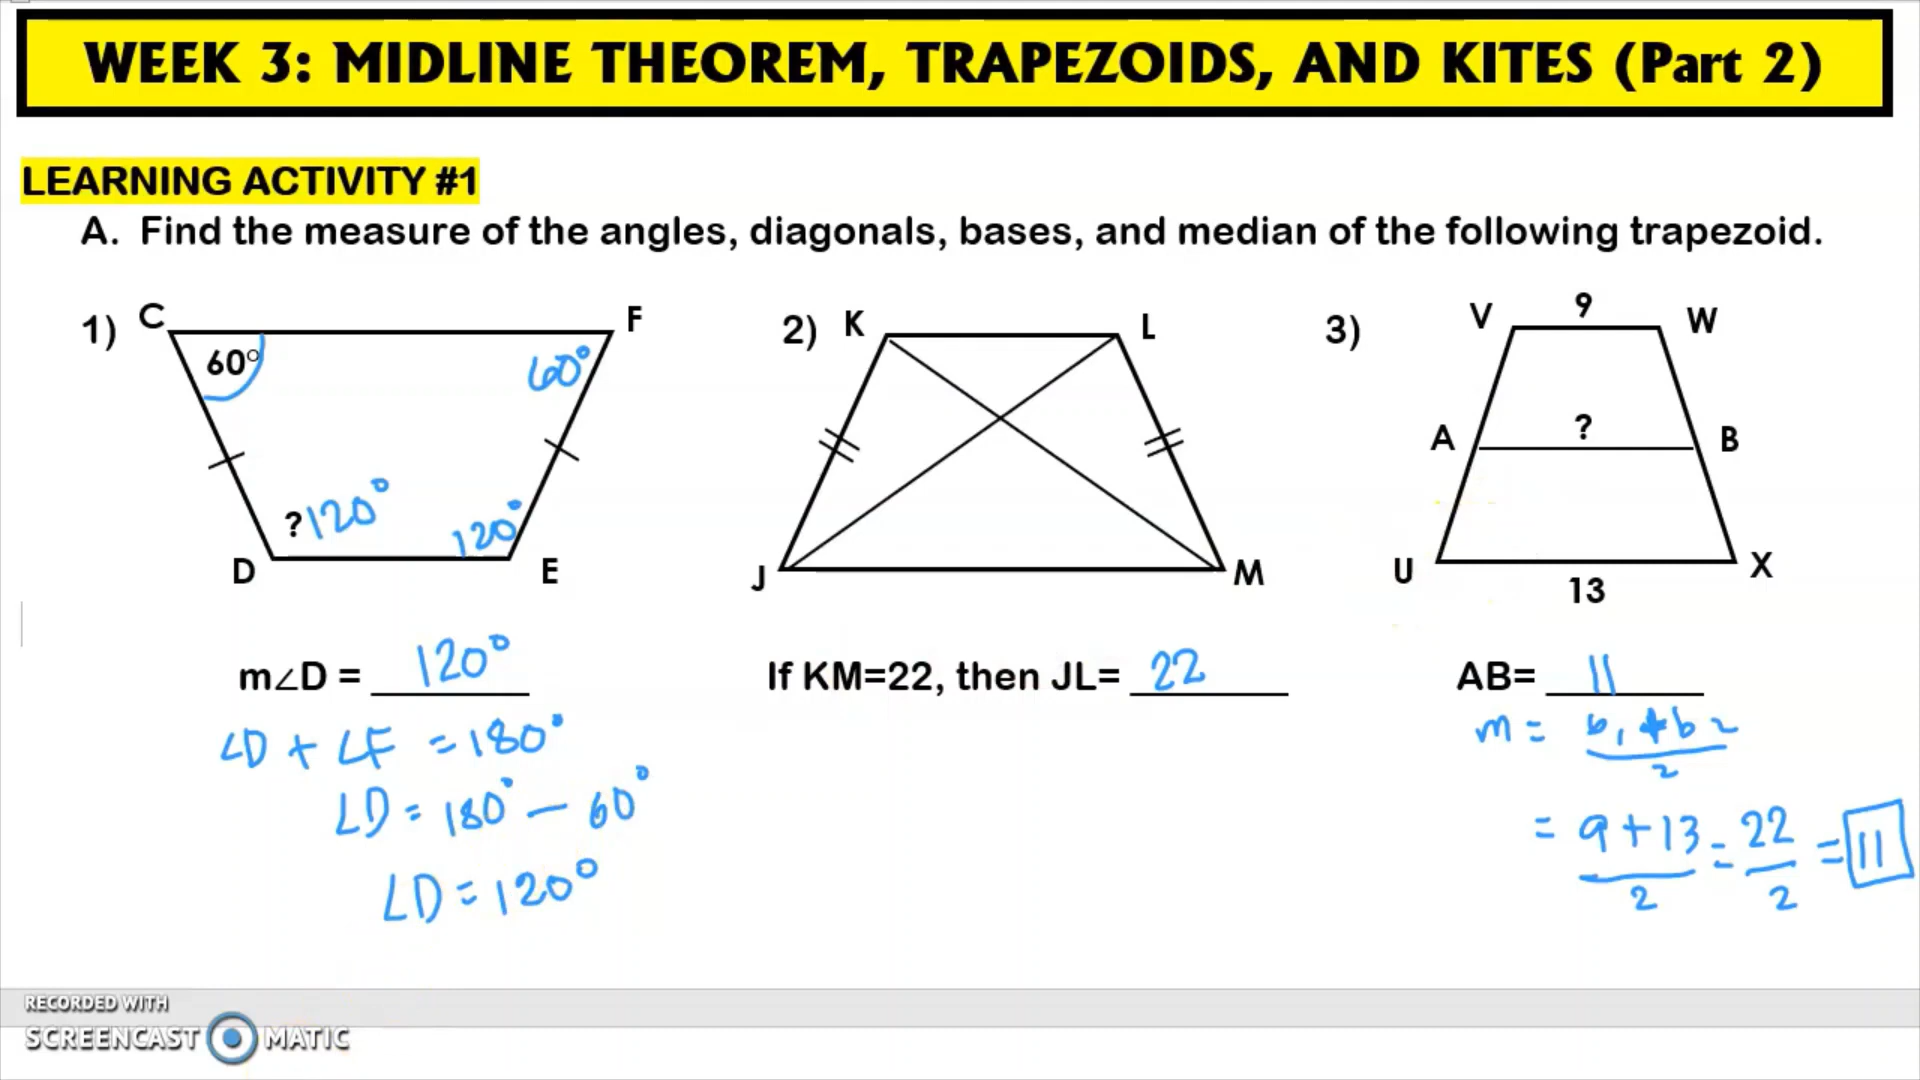 WEEK 3: MIDLINE THEOREM, TRAPEZOIDS, AND KITES (Part 2)
LEARNING ACTIVITY #1
A. Find the measure of the angles, diagonals, bases, and median of the following trapezoid.
1) C F
60° 60°
?120° 120°
D E
m∠D = 120°
∠D + ∠F = 180°
∠D = 180° - 60°
∠D = 120°
2) K L
J M
If KM=22, then JL= 22
3) V 9 W
A ? B
U X
13
AB= 11
m = b1 + b2 / 2
= 9+13 / 2 = 22 / 2 = 11
RECORDED WITH
SCREENCAST MATIC